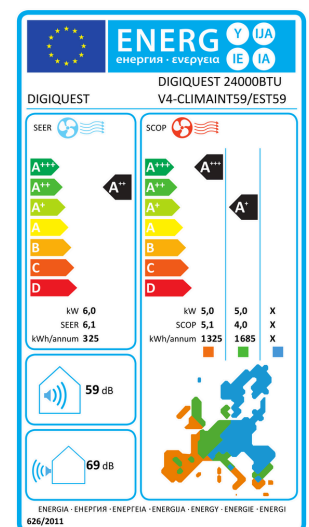 ENERG Y IJA
енергия · ενεργεια IE IA
DIGIQUEST 24000BTU
DIGIQUEST V4-CLIMAINT59/EST59
SEER SCOP
A+++ A+++ A+++
A++ A++ A++
A+ A+ A+
A A
B B
C C
D D
kW 6,0 kW 5,0 5,0 X
SEER 6,1 SCOP 5,1 4,0 X
kWh/annum 325 kWh/annum 1325 1685 X
59 dB
69 dB
ENERGIA · ЕНЕРГИЯ · ΕΝΕΡΓΕΙΑ · ENERGIJA · ENERGY · ENERGIE · ENERGI
626/2011